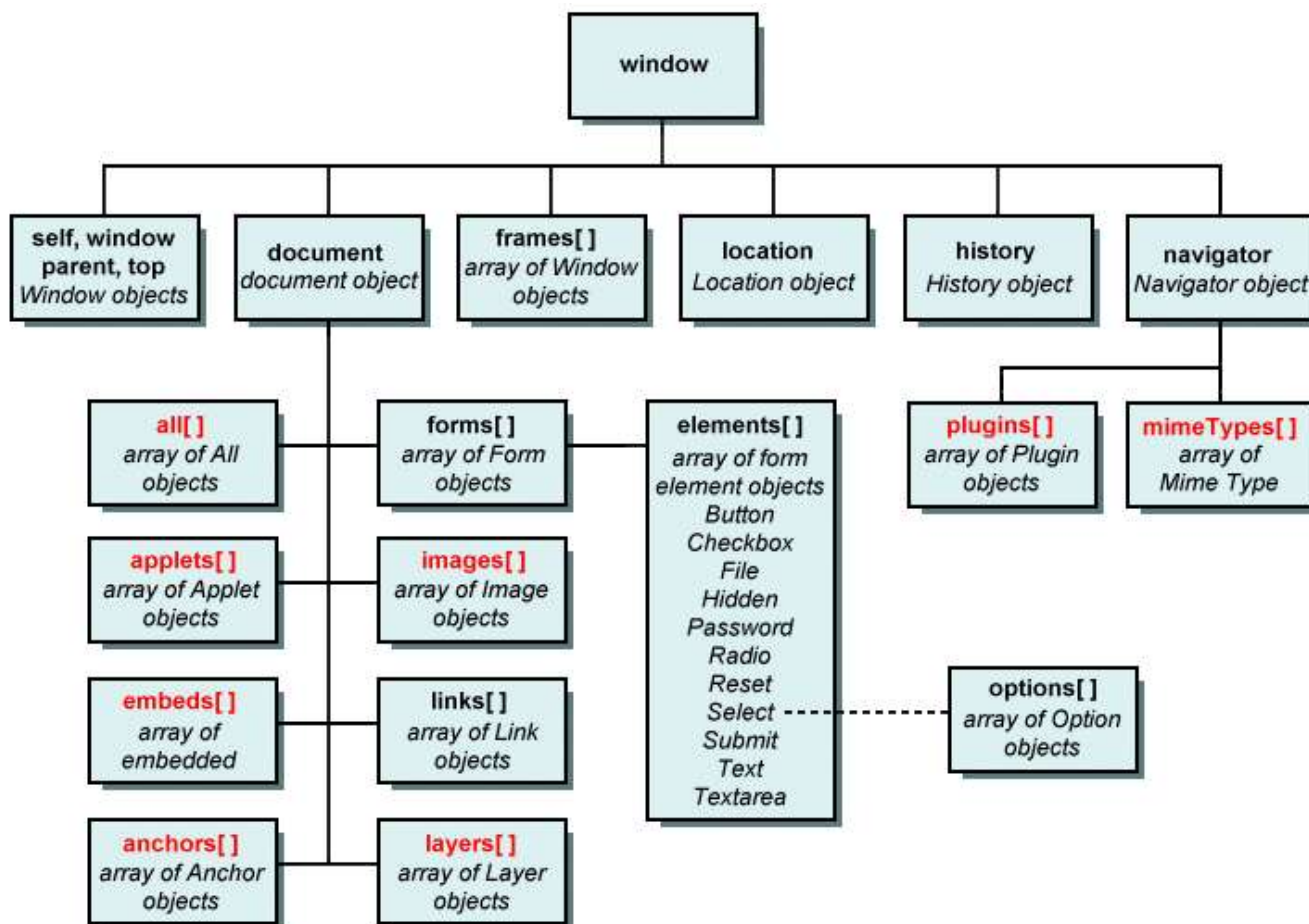 window
self, window
parent, top
Window objects
document
document object
frames[ ]
array of Window
objects
location
Location object
history
History object
navigator
Navigator object
all[ ]
array of All
objects
forms[ ]
array of Form
objects
elements[ ]
array of form
element objects
Button
Checkbox
File
Hidden
Password
Radio
Reset
Select
Submit
Text
Textarea
plugins[ ]
array of Plugin
objects
mimeTypes[ ]
array of
Mime Type
applets[ ]
array of Applet
objects
images[ ]
array of Image
objects
embeds[ ]
array of
embedded
links[ ]
array of Link
objects
options[ ]
array of Option
objects
anchors[ ]
array of Anchor
objects
layers[ ]
array of Layer
objects